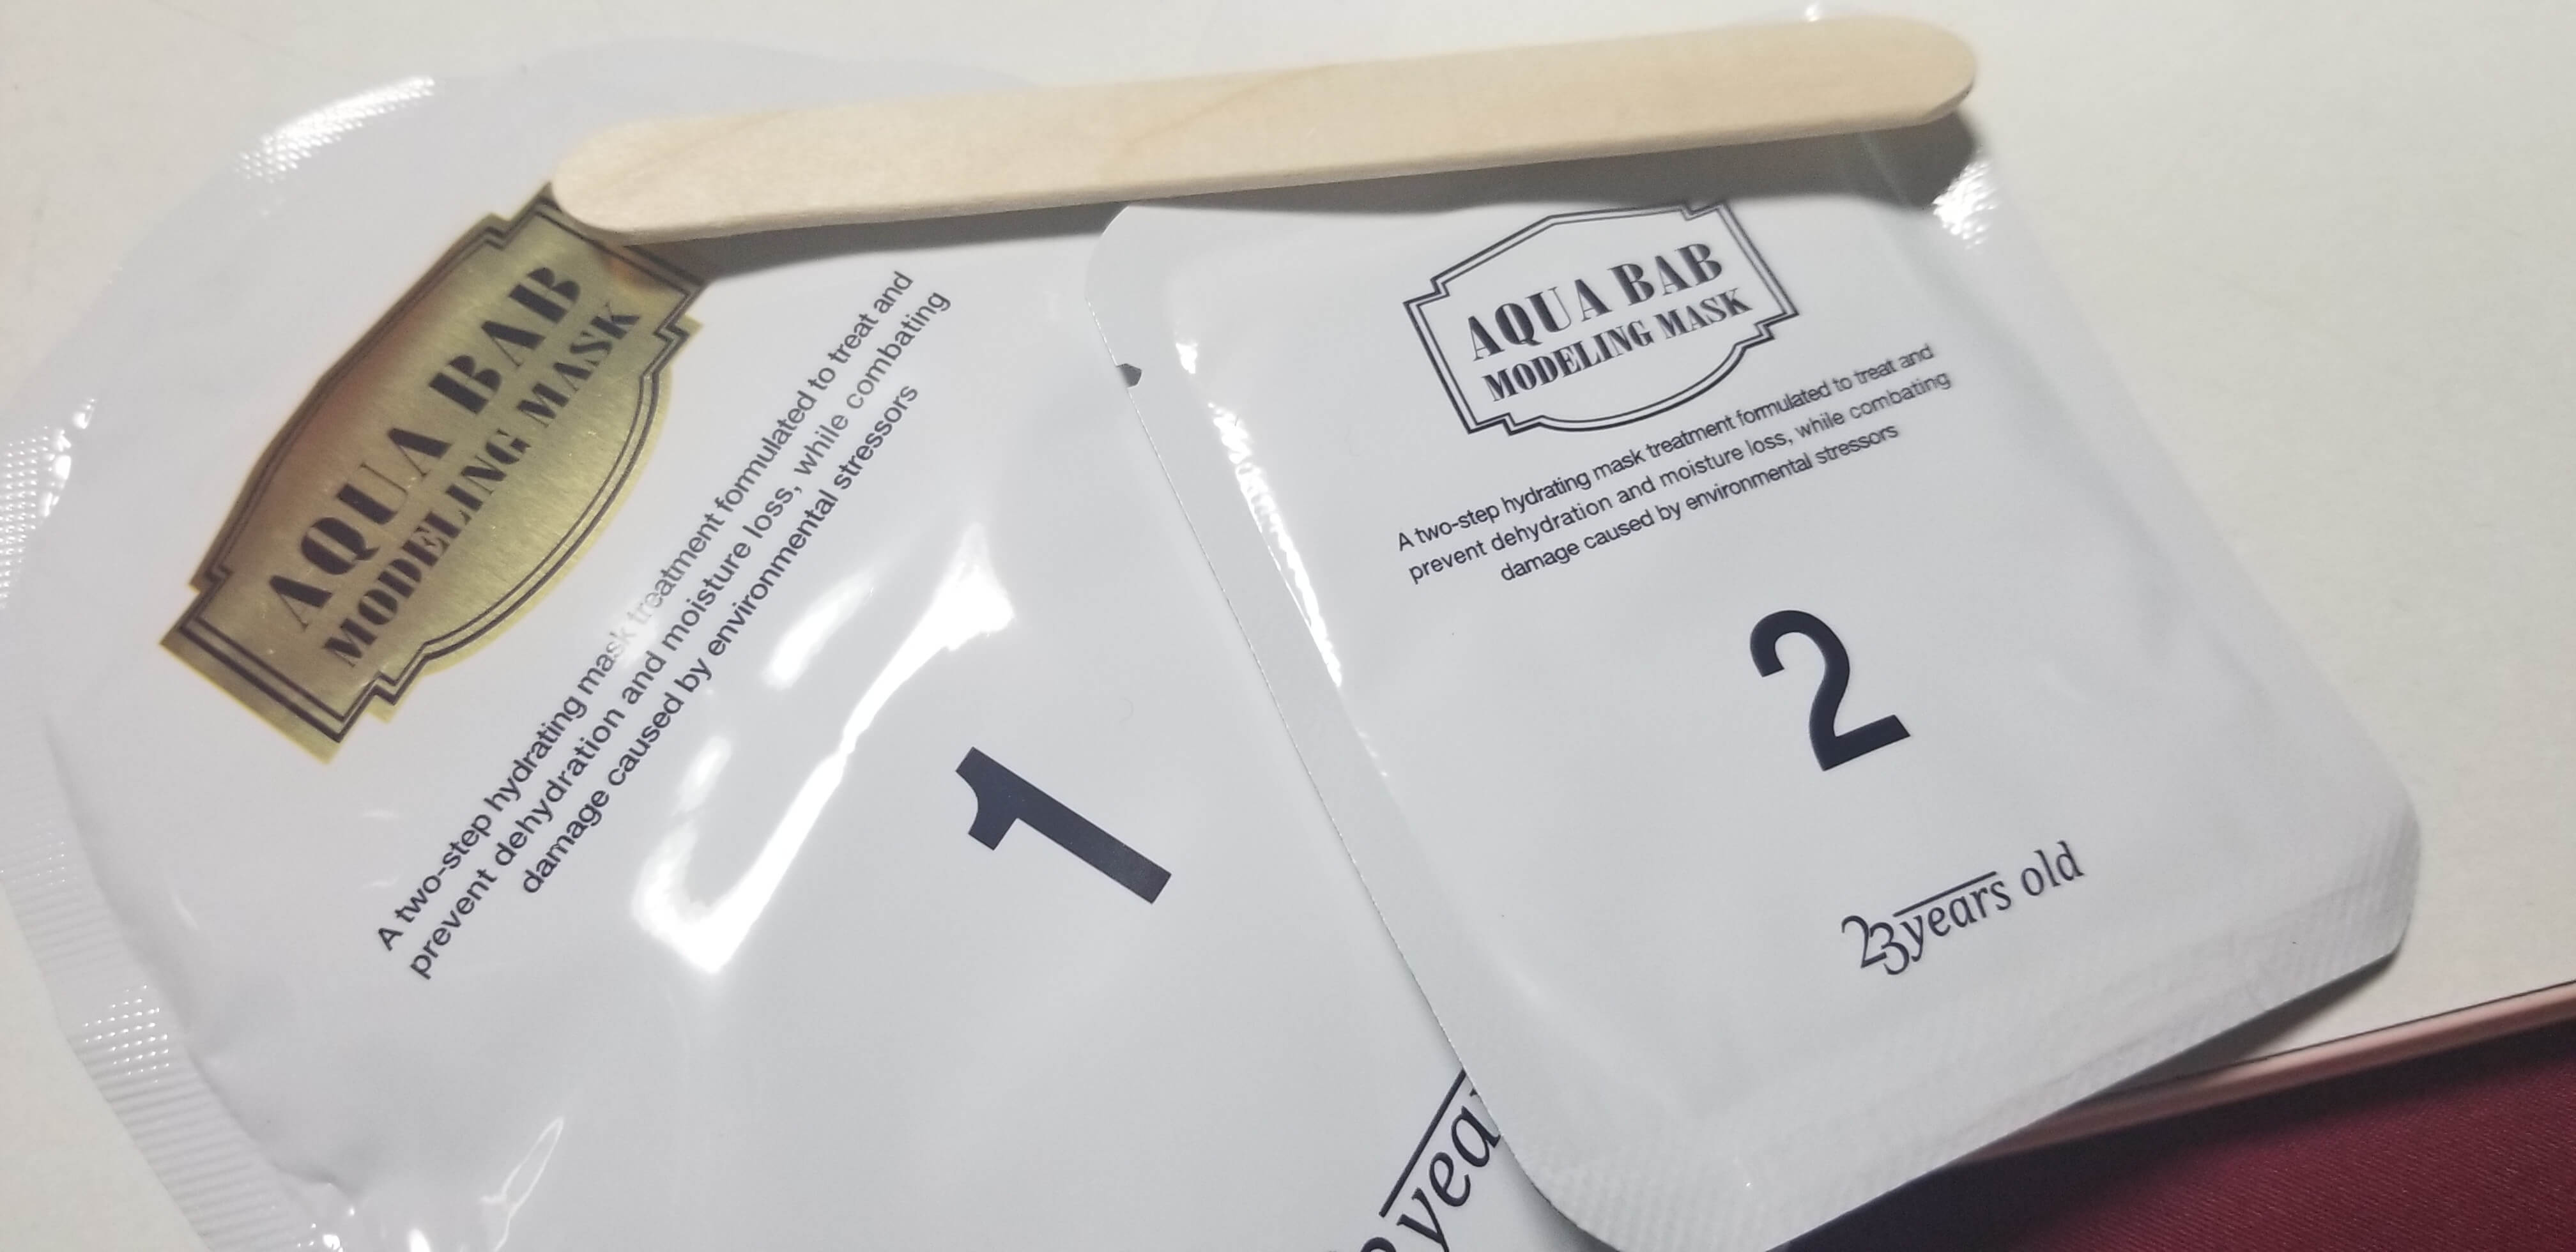 AQUA BAB
MODELING MASK
A two-step hydrating mask treatment formulated to treat and
prevent dehydration and moisture loss, while combating
damage caused by environmental stressors
1
yea
AQUA BAB
MODELING MASK
A two-step hydrating mask treatment formulated to treat and
prevent dehydration and moisture loss, while combating
damage caused by environmental stressors
2
23years old